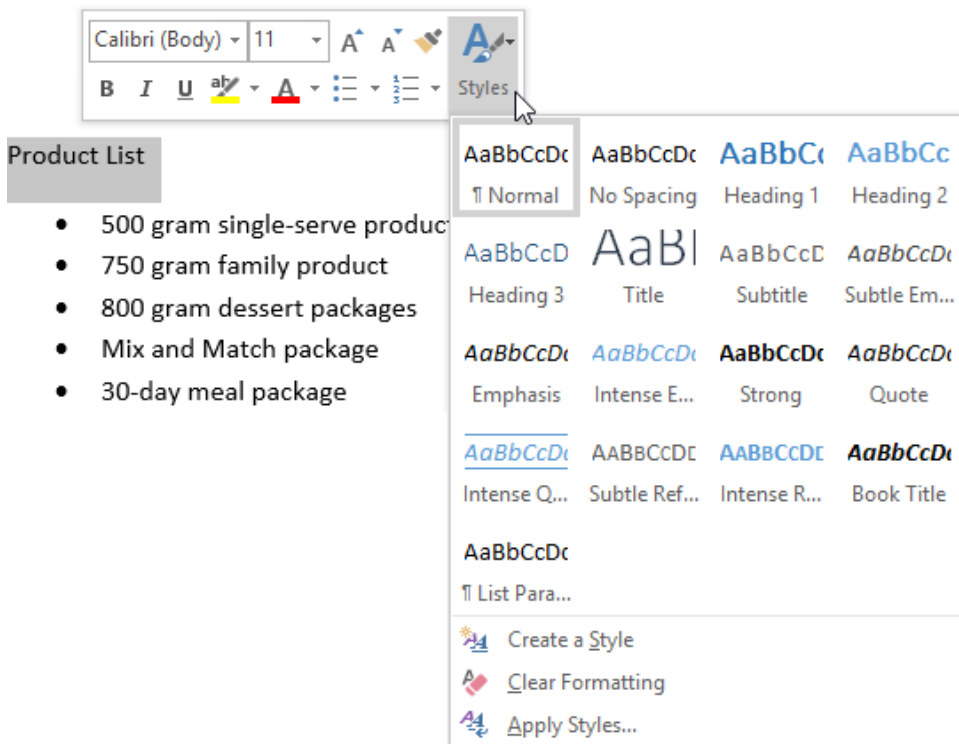 Calibri (Body) 11 A A
B I U ab A Styles
Product List
• 500 gram single-serve produc
• 750 gram family product
• 800 gram dessert packages
• Mix and Match package
• 30-day meal package
AaBbCcDc AaBbCcDc AaBbCc AaBbCc
¶ Normal No Spacing Heading 1 Heading 2
AaBbCcD AaBl AaBbCcD AaBbCcDc
Heading 3 Title Subtitle Subtle Em...
AaBbCcDc AaBbCcDc AaBbCcDc AaBbCcDc
Emphasis Intense E... Strong Quote
AaBbCcDc AABBCCDE AABBCCDE AaBbCcDc
Intense Q... Subtle Ref... Intense R... Book Title
AaBbCcDc
¶ List Para...
Create a Style
Clear Formatting
Apply Styles...